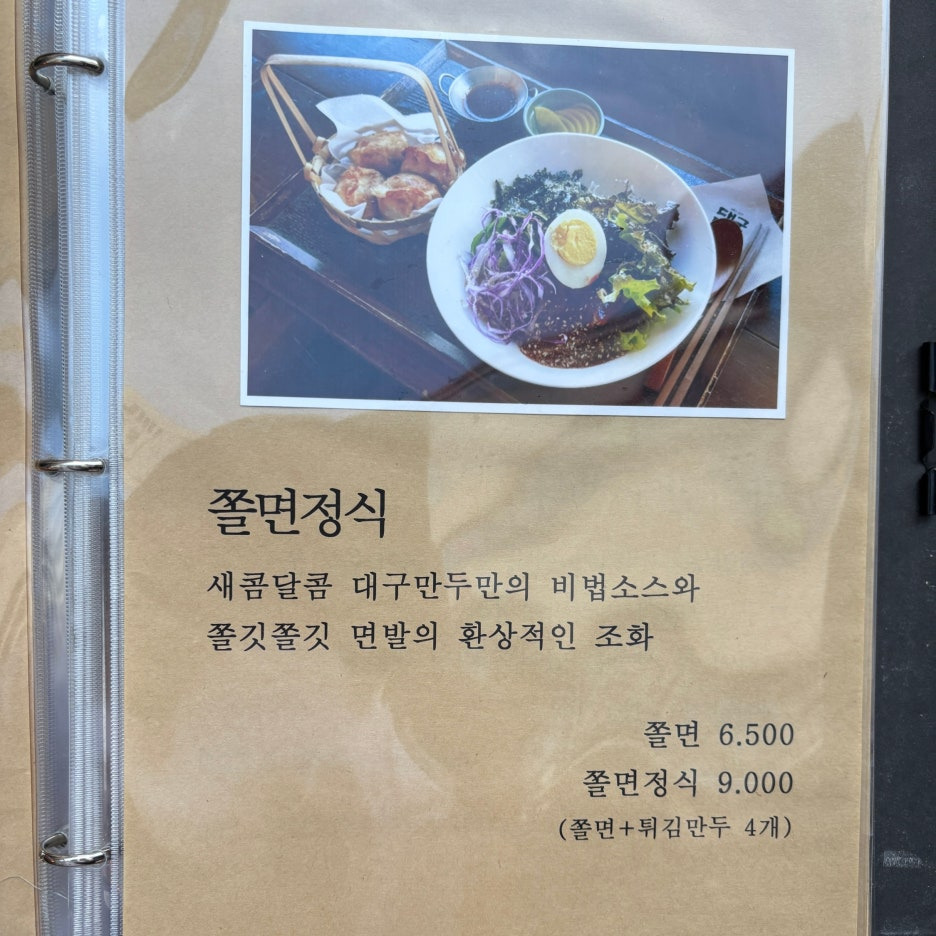 대구
쫄면정식
새콤달콤 대구만두만의 비법소스와
쫄깃쫄깃 면발의 환상적인 조화
쫄면 6.500
쫄면정식 9.000
(쫄면+튀김만두 4개)